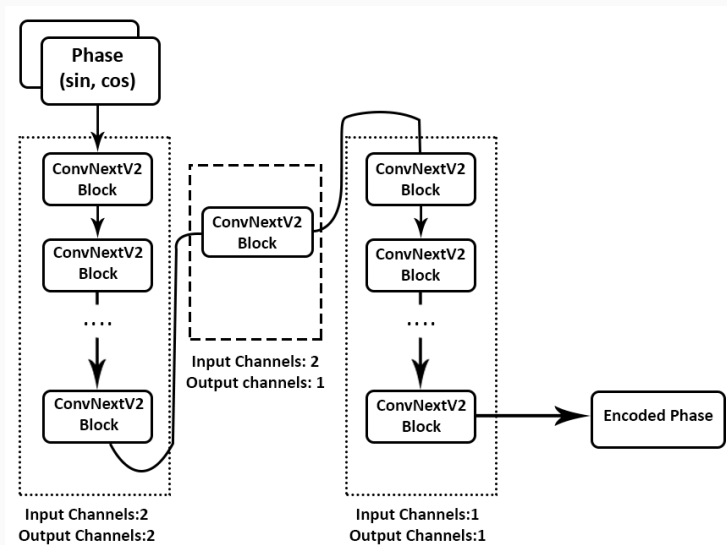 Phase
(sin, cos)
ConvNextV2
Block
ConvNextV2
Block
....
ConvNextV2
Block
Input Channels:2
Output Channels:2
ConvNextV2
Block
Input Channels: 2
Output channels: 1
ConvNextV2
Block
ConvNextV2
Block
....
ConvNextV2
Block
Input Channels:1
Output Channels:1
Encoded Phase